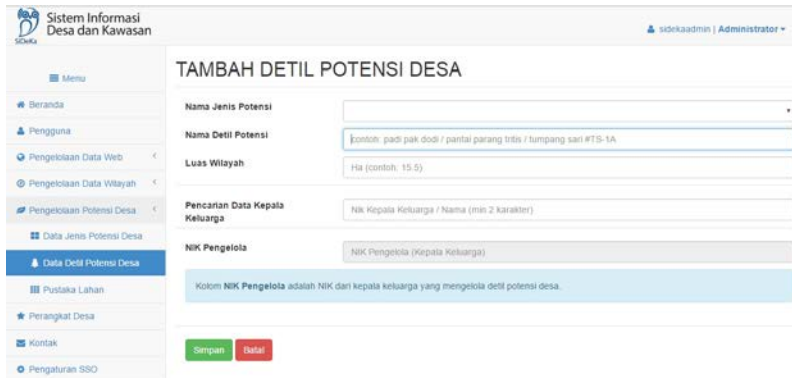 Sistem Informasi
Desa dan Kawasan
SiDeKa
sidekaadmin | Administrator
Menu
TAMBAH DETIL POTENSI DESA
Beranda
Pengguna
Pengelolaan Data Web
Pengelolaan Data Wilayah
Pengelolaan Potensi Desa
Data Jenis Potensi Desa
Data Detil Potensi Desa
Pustaka Lahan
Perangkat Desa
Kontak
Pengaturan SSO
Nama Jenis Potensi
Nama Detil Potensi
contoh: padi pak dodi / pantai parang tritis / tumpang sari #TS-1A
Luas Wilayah
Ha (contoh: 15.5)
Pencarian Data Kepala
Keluarga
Nik Kepala Keluarga / Nama (min 2 karakter)
NIK Pengelola
NIK Pengelola (Kepala Keluarga)
Kolom NIK Pengelola adalah NIK dari kepala keluarga yang mengelola detil potensi desa.
Simpan
Batal